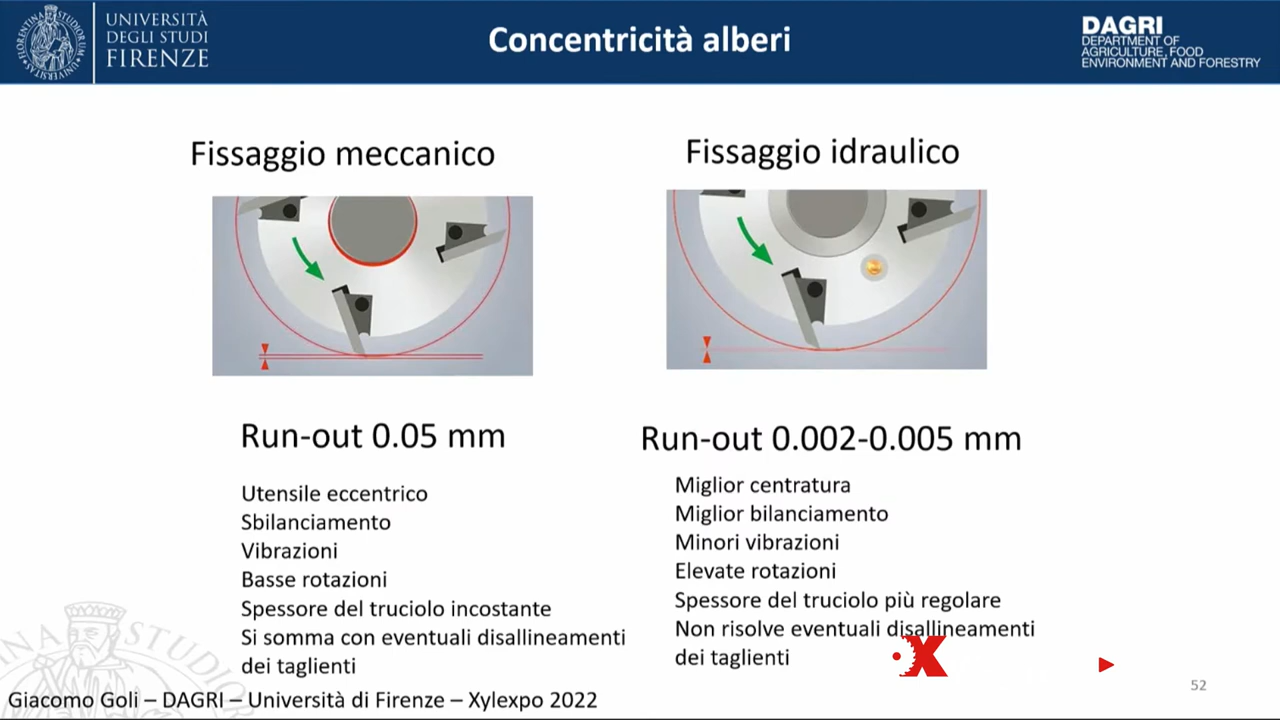 UNIVERSITÀ
DEGLI STUDI
FIRENZE
Concentricità alberi
DAGRI
DEPARTMENT OF
AGRICULTURE, FOOD
ENVIRONMENT AND FORESTRY
Fissaggio meccanico
Run-out 0.05 mm
Utensile eccentrico
Sbilanciamento
Vibrazioni
Basse rotazioni
Spessore del truciolo incostante
Si somma con eventuali disallineamenti
dei taglienti
Fissaggio idraulico
Run-out 0.002-0.005 mm
Miglior centratura
Miglior bilanciamento
Minori vibrazioni
Elevate rotazioni
Spessore del truciolo più regolare
Non risolve eventuali disallineamenti
dei taglienti
X
Giacomo Goli – DAGRI – Università di Firenze – Xylexpo 2022
52